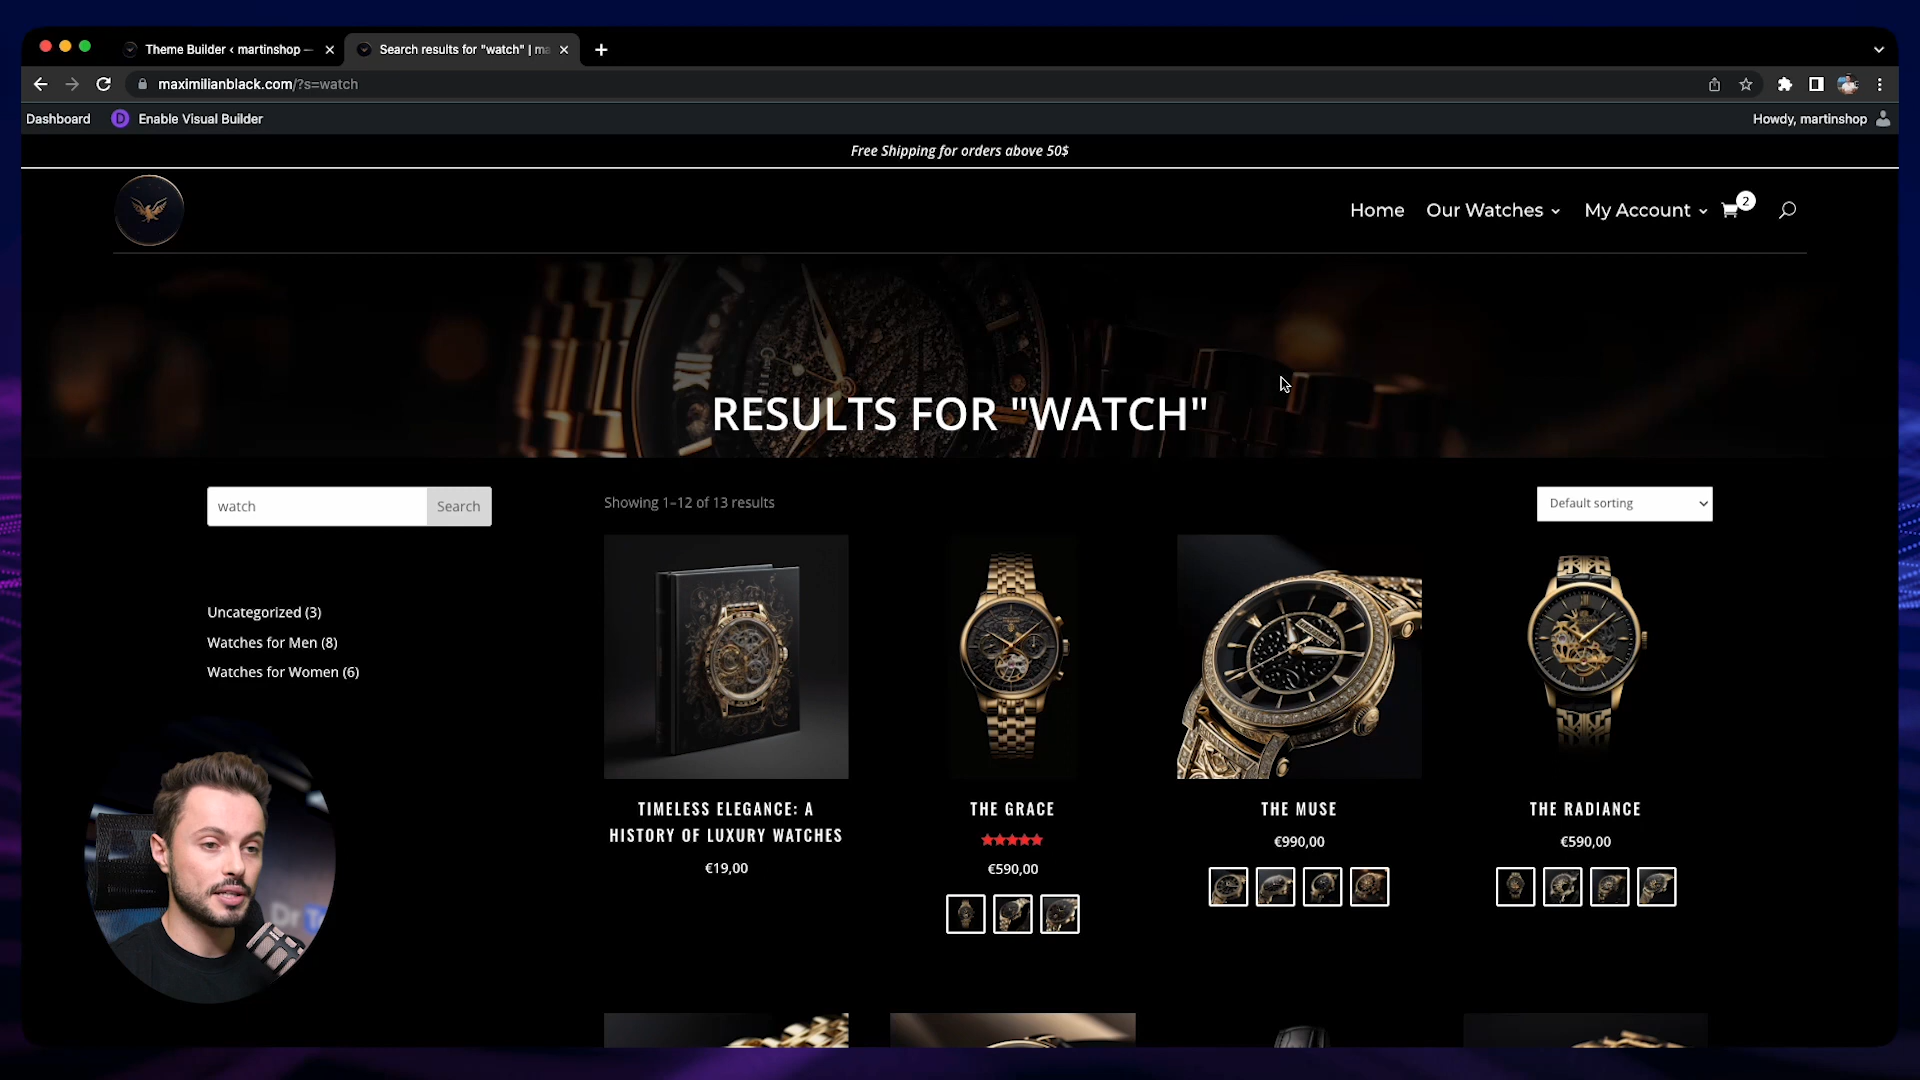 Theme Builder ‹ martinshop —
Search results for "watch" | ma
maximilianblack.com/?s=watch
Dashboard
Enable Visual Builder
Howdy, martinshop
Free Shipping for orders above 50$
Home
Our Watches
My Account
2
RESULTS FOR "WATCH"
watch
Search
Showing 1–12 of 13 results
Default sorting
Uncategorized (3)
Watches for Men (8)
Watches for Women (6)
TIMELESS ELEGANCE: A
HISTORY OF LUXURY WATCHES
€19,00
THE GRACE
€590,00
THE MUSE
€990,00
THE RADIANCE
€590,00